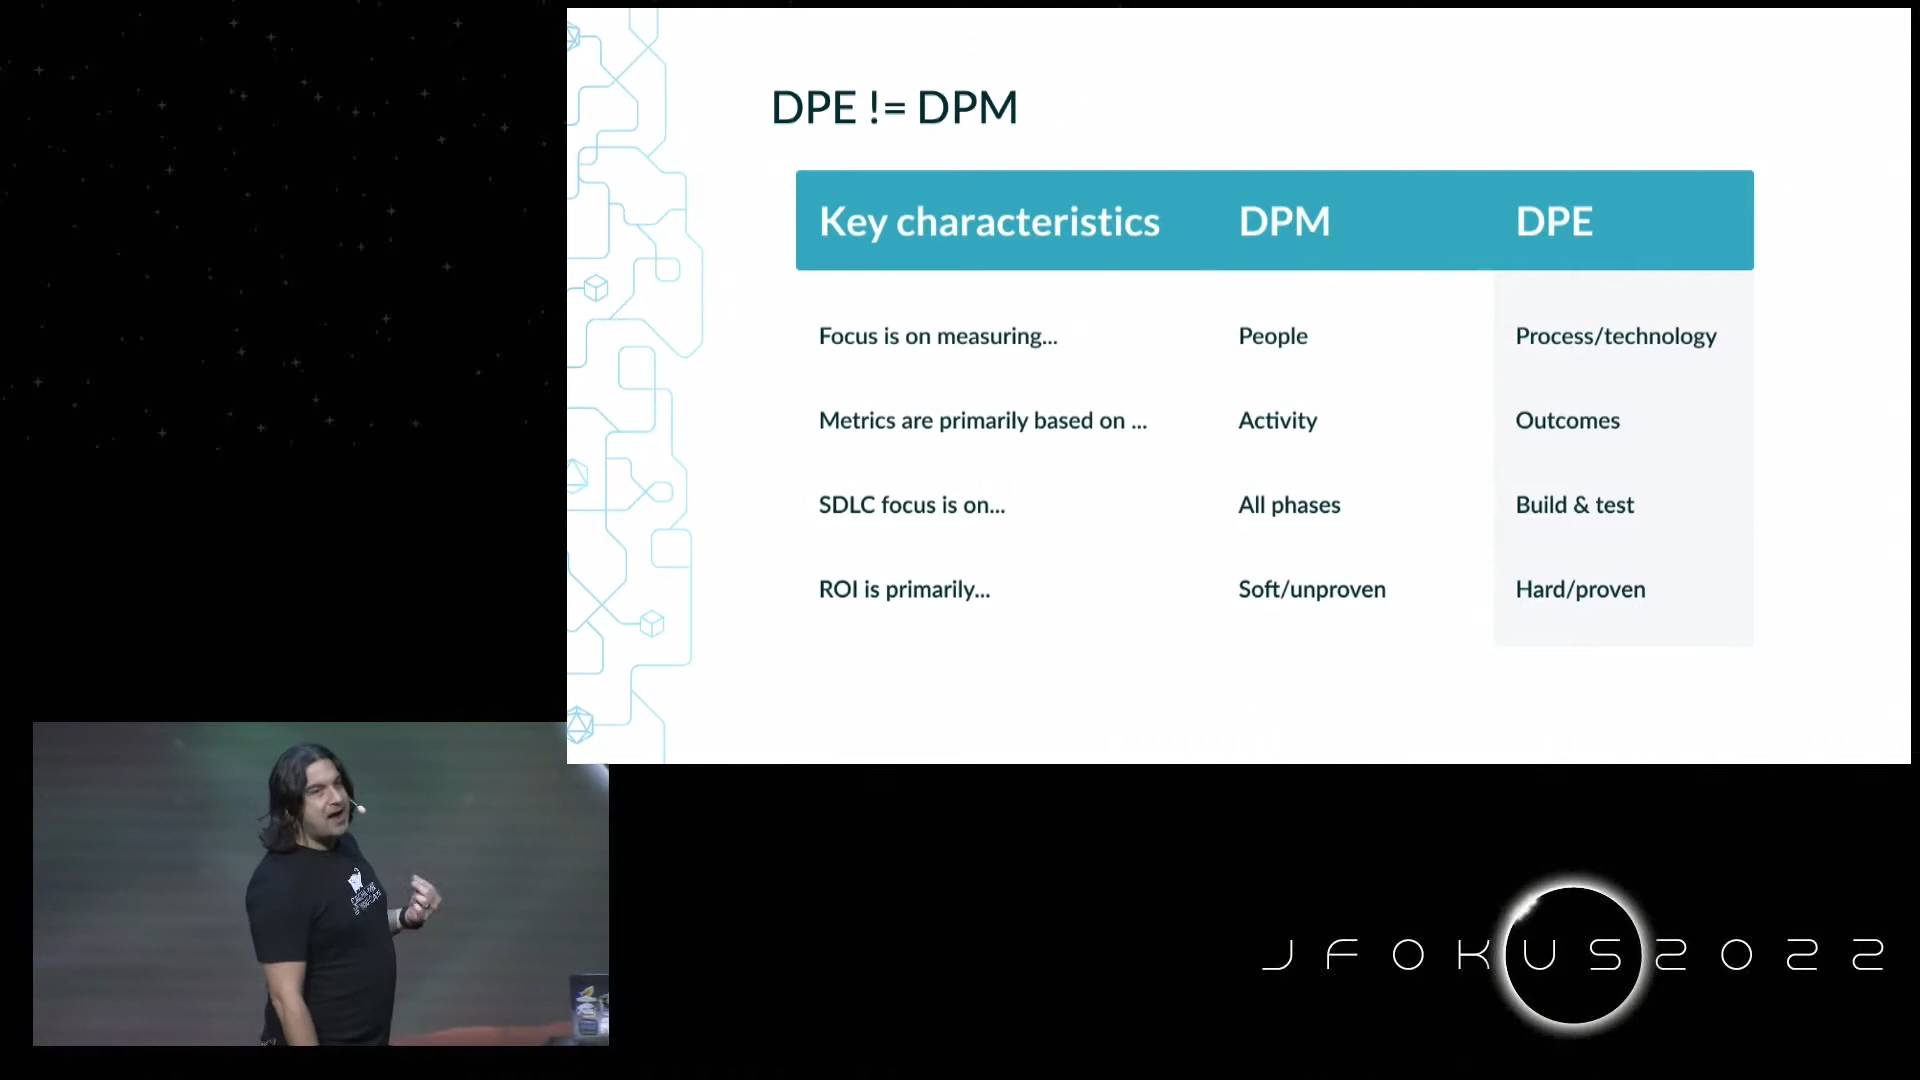 DPE != DPM
Key characteristics DPM DPE
Focus is on measuring... People Process/technology
Metrics are primarily based on ... Activity Outcomes
SDLC focus is on... All phases Build & test
ROI is primarily... Soft/unproven Hard/proven
JFOKUS2022